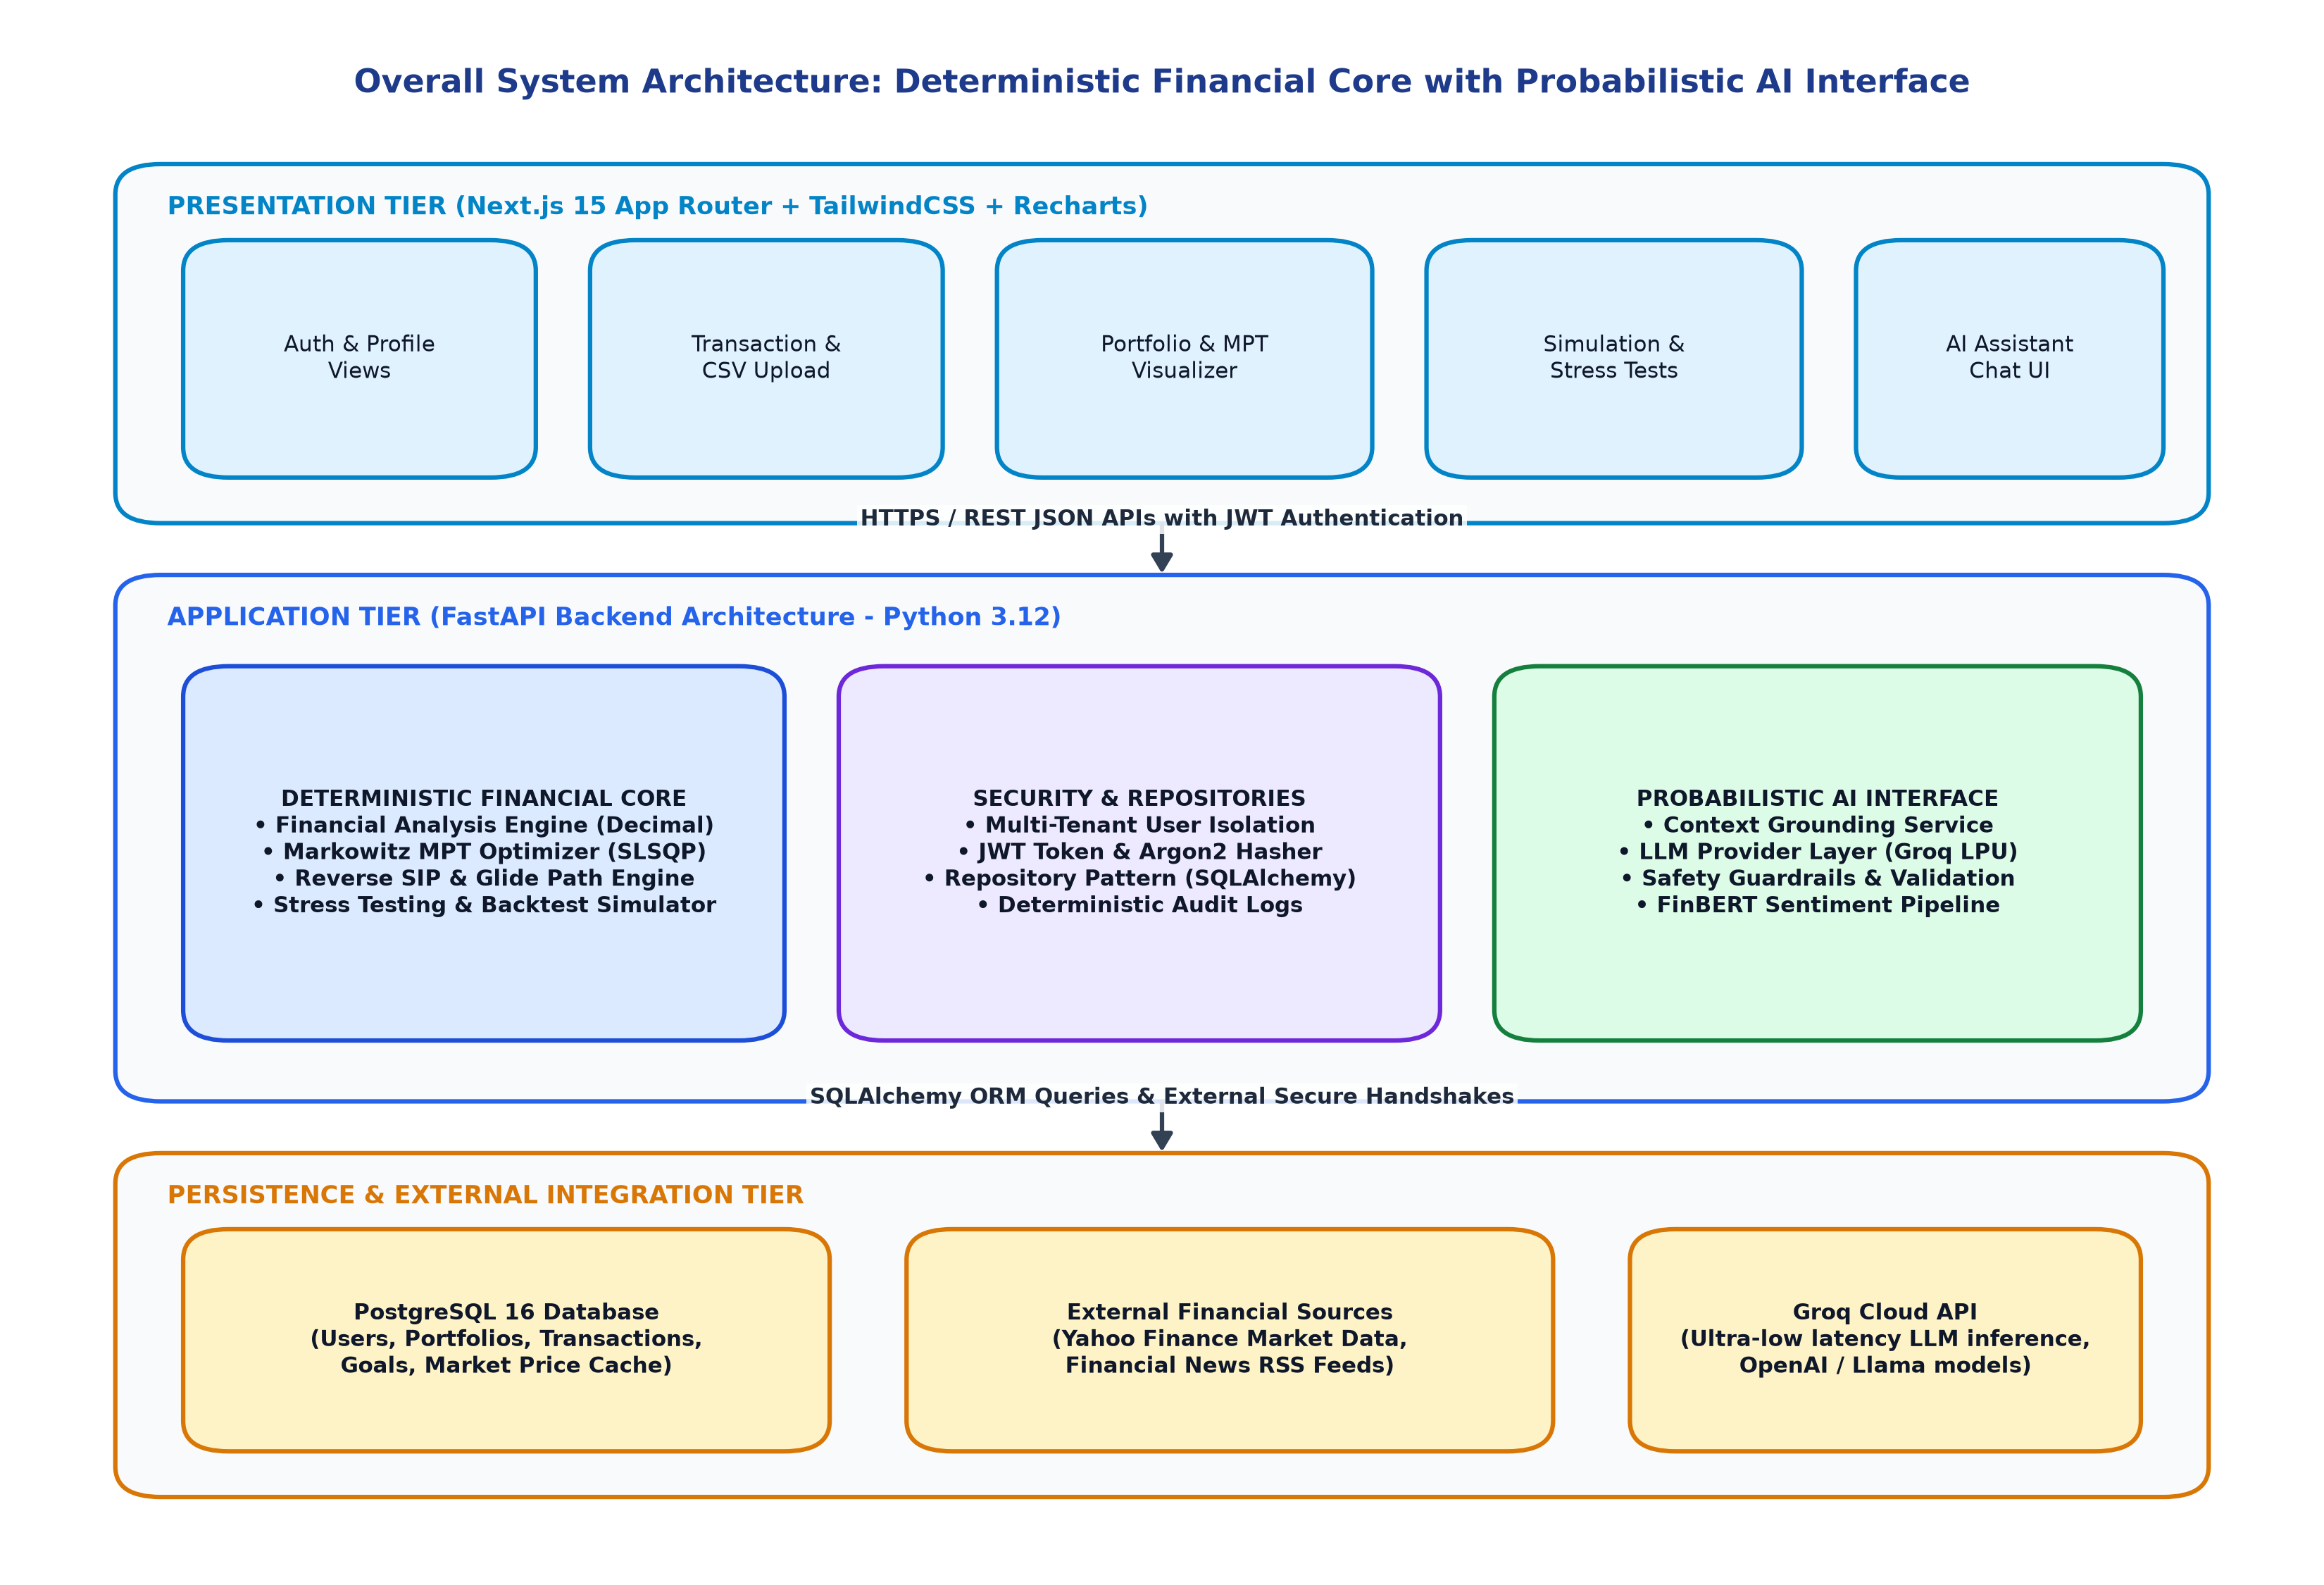 Overall System Architecture: Deterministic Financial Core with Probabilistic AI Interface
PRESENTATION TIER (Next.js 15 App Router + TailwindCSS + Recharts)
Auth & Profile
Views
Transaction &
CSV Upload
Portfolio & MPT
Visualizer
Simulation &
Stress Tests
AI Assistant
Chat UI
HTTPS / REST JSON APIs with JWT Authentication
APPLICATION TIER (FastAPI Backend Architecture - Python 3.12)
DETERMINISTIC FINANCIAL CORE
• Financial Analysis Engine (Decimal)
• Markowitz MPT Optimizer (SLSQP)
• Reverse SIP & Glide Path Engine
• Stress Testing & Backtest Simulator
SECURITY & REPOSITORIES
• Multi-Tenant User Isolation
• JWT Token & Argon2 Hasher
• Repository Pattern (SQLAlchemy)
• Deterministic Audit Logs
PROBABILISTIC AI INTERFACE
• Context Grounding Service
• LLM Provider Layer (Groq LPU)
• Safety Guardrails & Validation
• FinBERT Sentiment Pipeline
SQLAlchemy ORM Queries & External Secure Handshakes
PERSISTENCE & EXTERNAL INTEGRATION TIER
PostgreSQL 16 Database
(Users, Portfolios, Transactions,
Goals, Market Price Cache)
External Financial Sources
(Yahoo Finance Market Data,
Financial News RSS Feeds)
Groq Cloud API
(Ultra-low latency LLM inference,
OpenAI / Llama models)